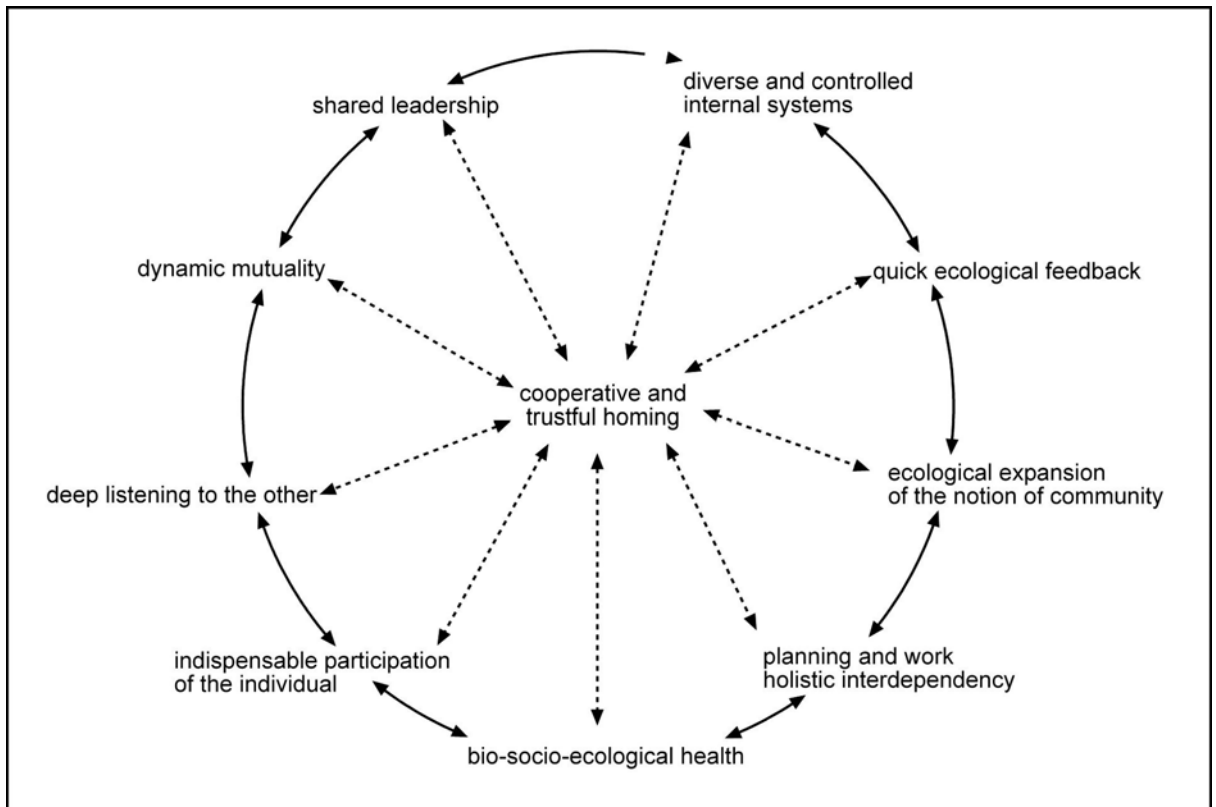 shared leadership
diverse and controlled
internal systems
dynamic mutuality
quick ecological feedback
cooperative and
trustful homing
deep listening to the other
ecological expansion
of the notion of community
indispensable participation
of the individual
planning and work
holistic interdependency
bio-socio-ecological health